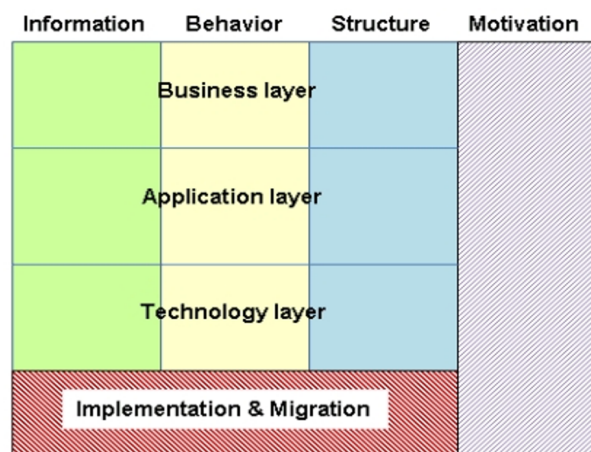 Information Behavior Structure Motivation
Business layer
Application layer
Technology layer
Implementation & Migration